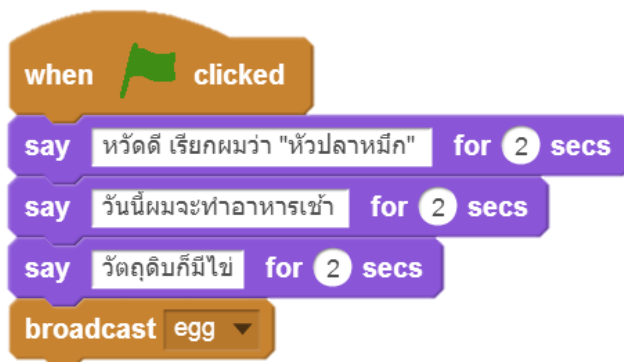 when clicked
say หวัดดี เรียกผมว่า "หัวปลาหมึก" for 2 secs
say วันนี้ผมจะทำอาหารเช้า for 2 secs
say วัตถุดิบก็มีไข่ for 2 secs
broadcast egg